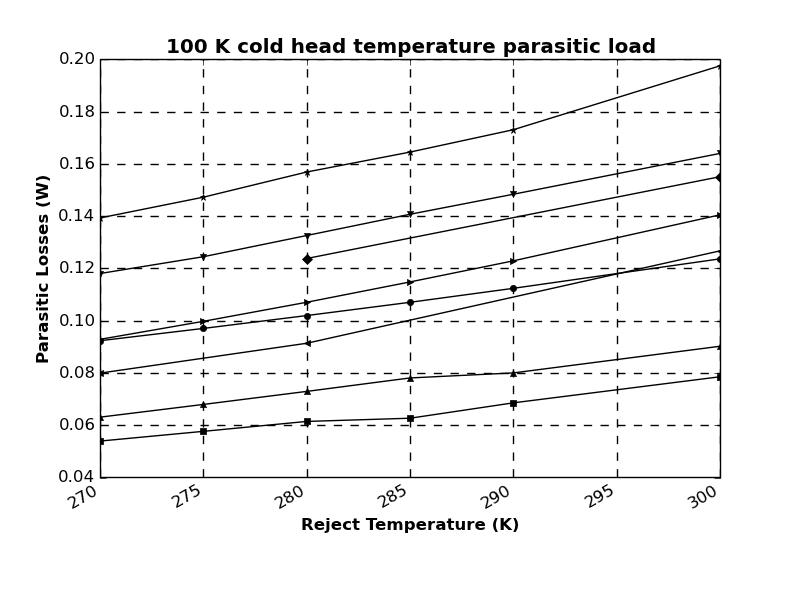 100 K cold head temperature parasitic load
0.20
0.18
0.16
0.14
0.12
0.10
0.08
0.06
0.04
Parasitic Losses (W)
270 275 280 285 290 295 300
Reject Temperature (K)